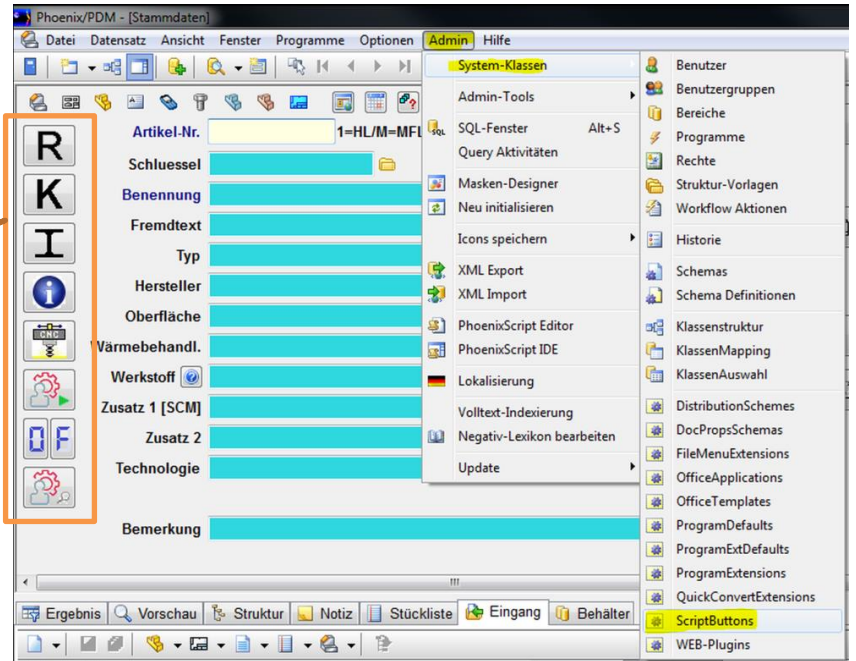 Phoenix/PDM - [Stammdaten]
Datei Datensatz Ansicht Fenster Programme Optionen Admin Hilfe
Artikel-Nr.
1=HL/M=MFL
Schluessel
Benennung
Fremdtext
Typ
Hersteller
Oberfläche
Wärmebehandl.
Werkstoff
Zusatz 1 [SCM]
Zusatz 2
Technologie
Bemerkung
R
K
I
CNC
OF
System-Klassen
Admin-Tools
SQL-Fenster Alt+S
Query Aktivitäten
Masken-Designer
Neu initialisieren
Icons speichern
XML Export
XML Import
PhoenixScript Editor
PhoenixScript IDE
Lokalisierung
Volltext-Indexierung
Negativ-Lexikon bearbeiten
Update
Benutzer
Benutzergruppen
Bereiche
Programme
Rechte
Struktur-Vorlagen
Workflow Aktionen
Historie
Schemas
Schema Definitionen
Klassenstruktur
KlassenMapping
KlassenAuswahl
DistributionSchemes
DocPropsSchemas
FileMenuExtensions
OfficeApplications
OfficeTemplates
ProgramDefaults
ProgramExtDefaults
ProgramExtensions
QuickConvertExtensions
ScriptButtons
WEB-Plugins
Ergebnis Vorschau Struktur Notiz Stückliste Eingang Behälter